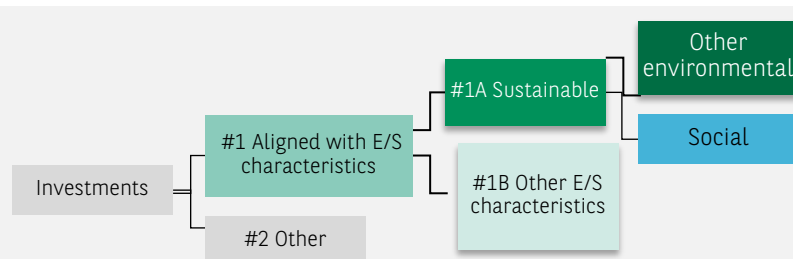 Other
environmental
#1A Sustainable
#1 Aligned with E/S
characteristics
Social
Investments
#1B Other E/S
characteristics
#2 Other